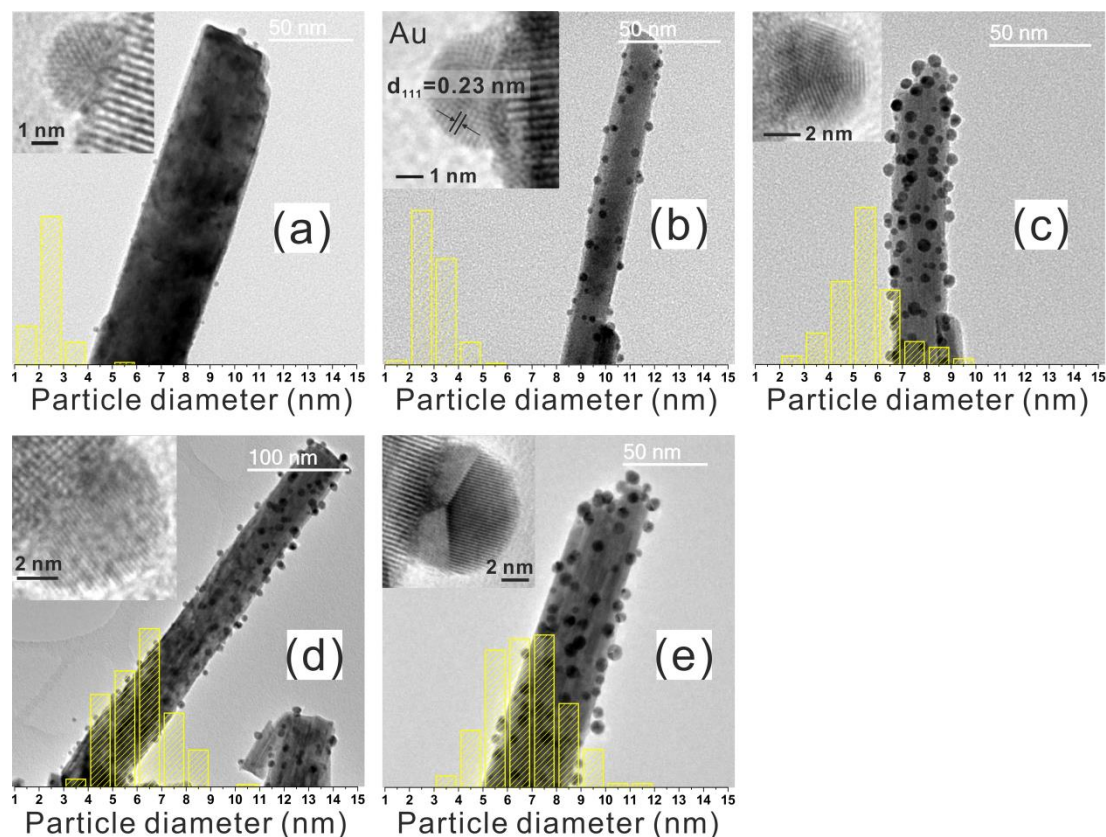 50 nm
1 nm
(a)
1 2 3 4 5 6 7 8 9 10 11 12 13 14 15
Particle diameter (nm)
Au
d111=0.23 nm
1 nm
50 nm
(b)
1 2 3 4 5 6 7 8 9 10 11 12 13 14 15
Particle diameter (nm)
50 nm
2 nm
(c)
1 2 3 4 5 6 7 8 9 10 11 12 13 14 15
Particle diameter (nm)
100 nm
2 nm
(d)
1 2 3 4 5 6 7 8 9 10 11 12 13 14 15
Particle diameter (nm)
50 nm
2 nm
(e)
1 2 3 4 5 6 7 8 9 10 11 12 13 14 15
Particle diameter (nm)